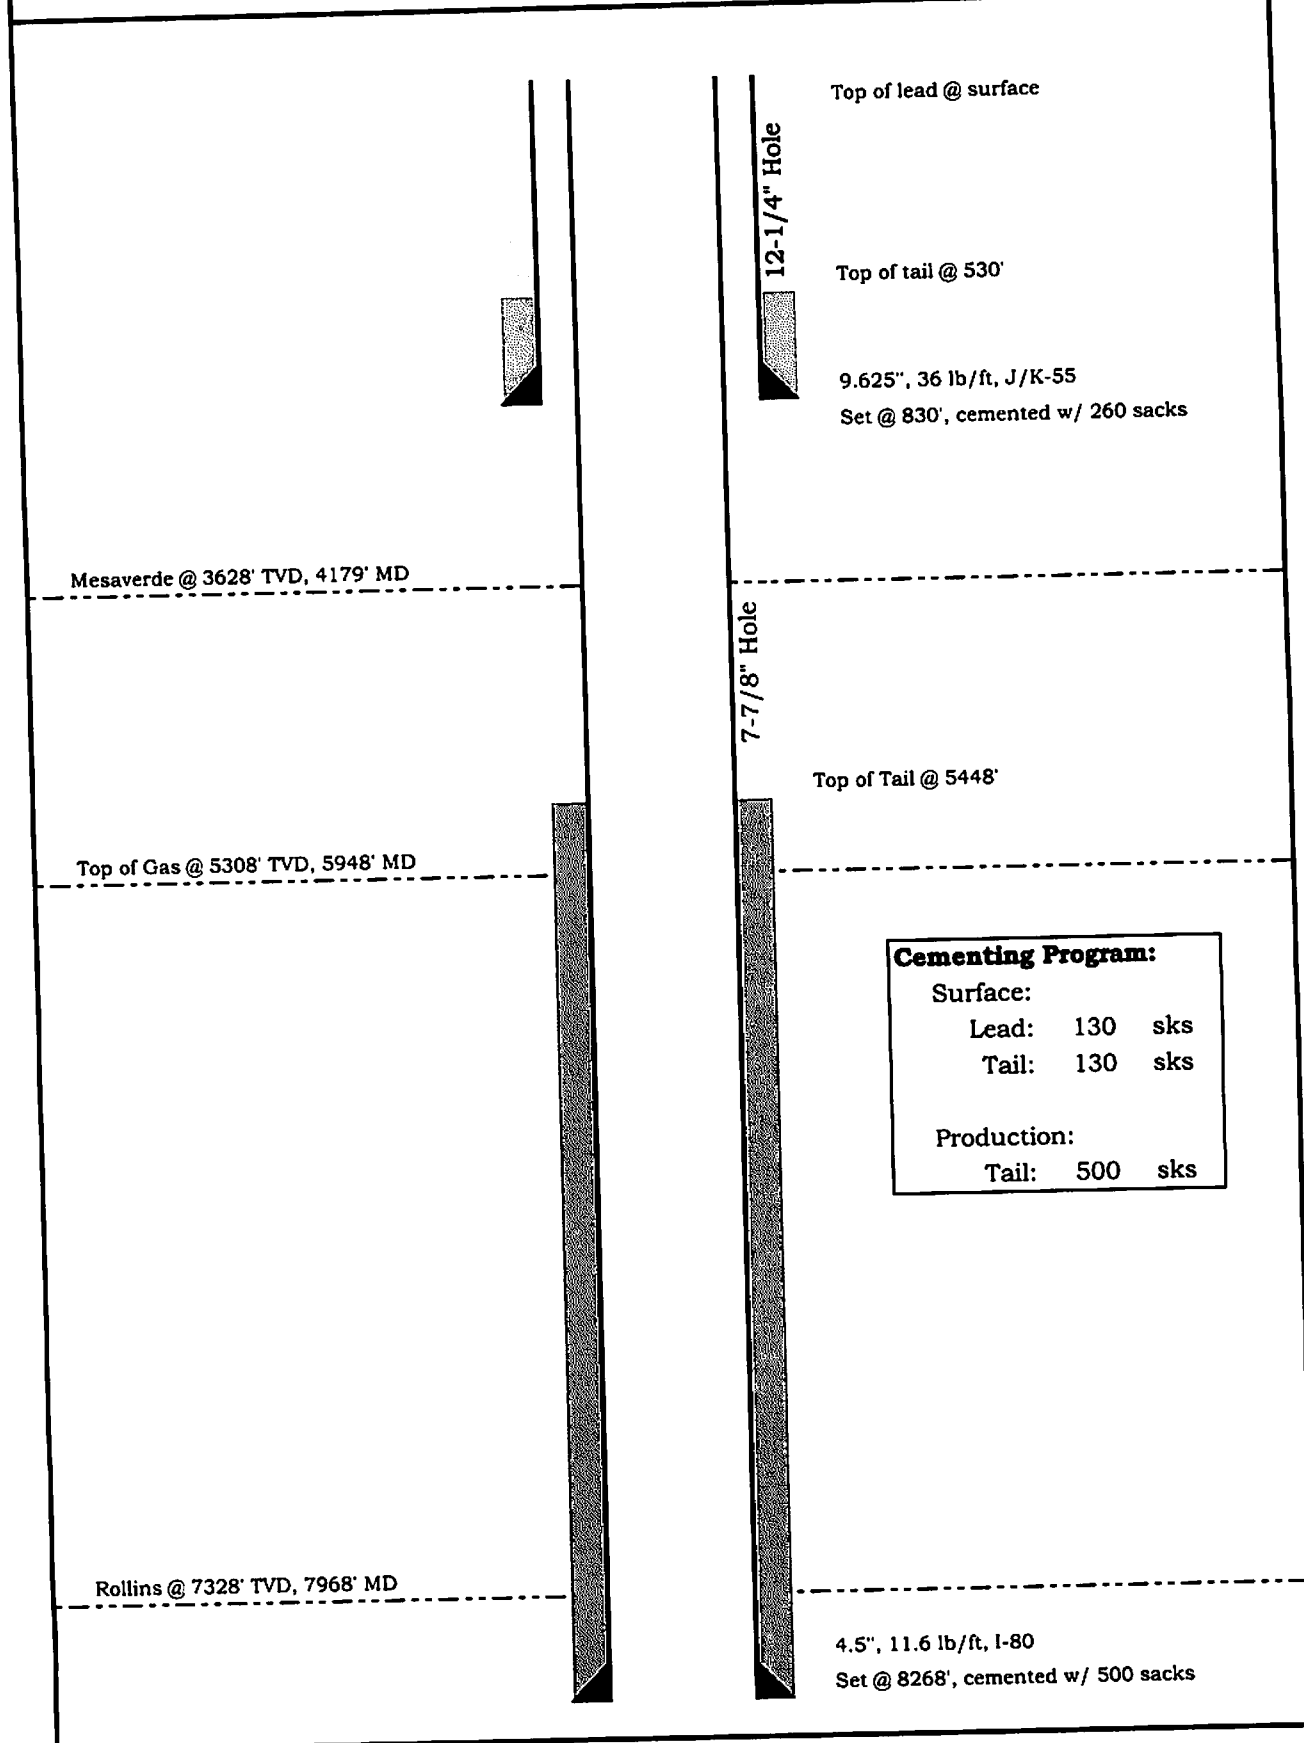 Top of lead @ surface
12-1/4" Hole
Top of tail @ 530'
9.625", 36 lb/ft, J/K-55
Set @ 830', cemented w/ 260 sacks
Mesaverde @ 3628' TVD, 4179' MD
7-7/8" Hole
Top of Tail @ 5448'
Top of Gas @ 5308' TVD, 5948' MD
Cementing Program:
Surface:
Lead: 130 sks
Tail: 130 sks
Production:
Tail: 500 sks
Rollins @ 7328' TVD, 7968' MD
4.5", 11.6 lb/ft, I-80
Set @ 8268', cemented w/ 500 sacks